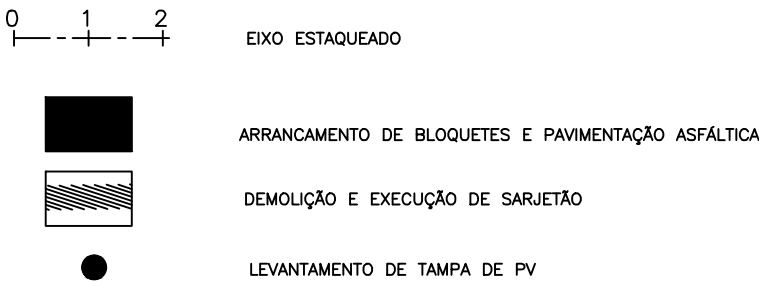 0 1 2
EIXO ESTAQUEADO
ARRANCAMENTO DE BLOQUETES E PAVIMENTAÇÃO ASFÁLTICA
DEMOLIÇÃO E EXECUÇÃO DE SARJETÃO
LEVANTAMENTO DE TAMPA DE PV